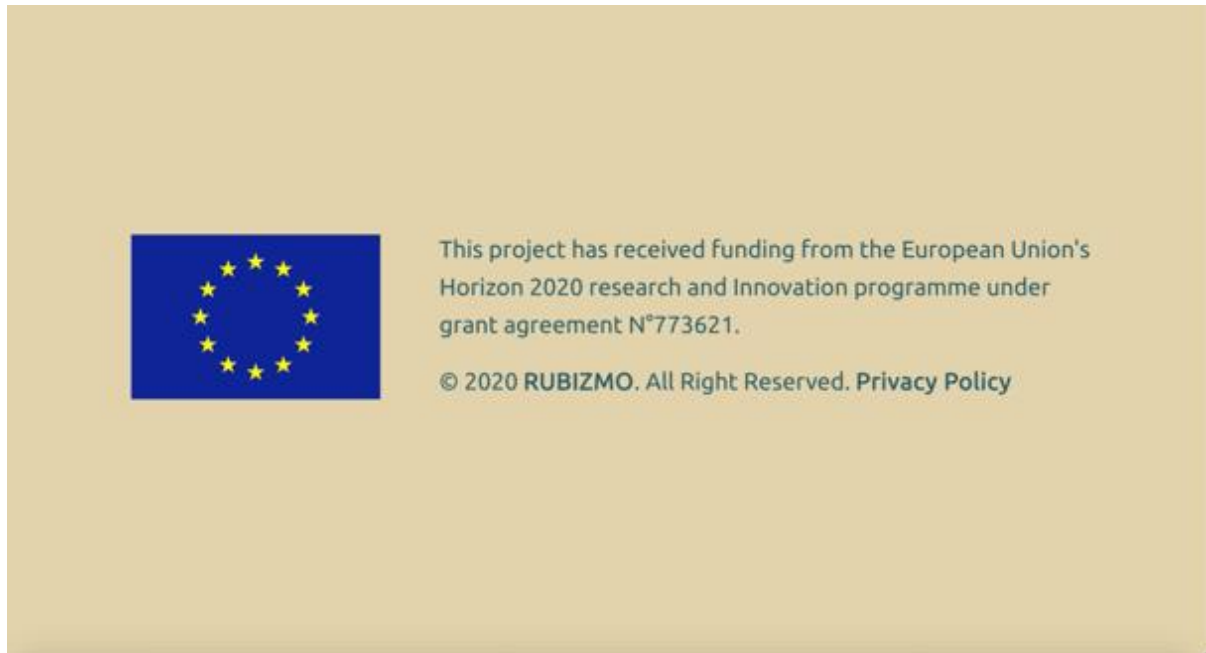 This project has received funding from the European Union's
Horizon 2020 research and Innovation programme under
grant agreement N°773621.
© 2020 RUBIZMO. All Right Reserved. Privacy Policy